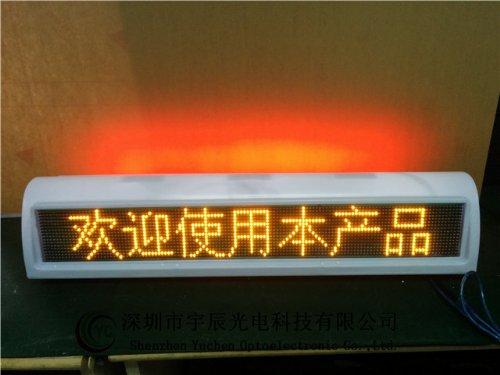 欢迎使用本产品
YC 深圳市宇辰光电科技有限公司
Shenzhen Yuchen Optoelectronic Co.,Ltd.